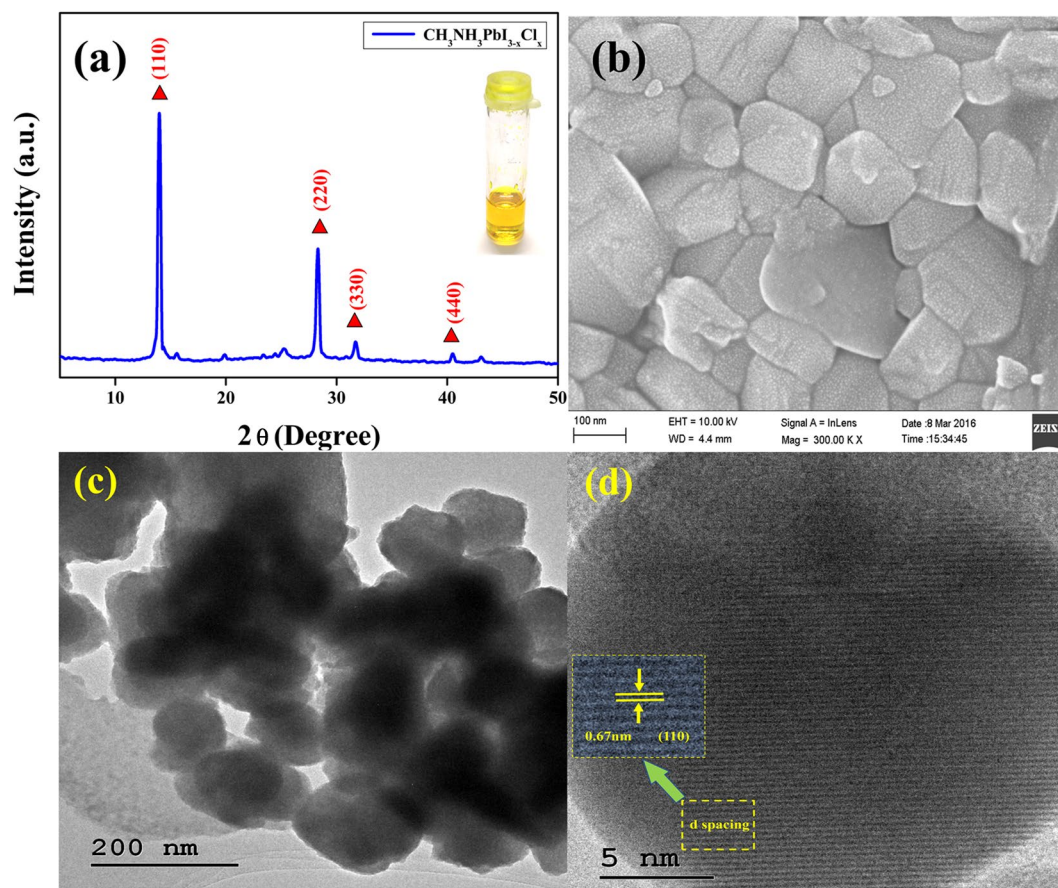 (a)
CH₃NH₃PbI₃₋ₓClₓ
(110)
(220)
(330)
(440)
Intensity (a.u.)
10 20 30 40 50
2 θ (Degree)
(b)
100 nm
EHT = 10.00 kV
WD = 4.4 mm
Signal A = InLens
Mag = 300.00 K X
Date :8 Mar 2016
Time :15:34:45
ZEISS
(c)
200 nm
(d)
0.67nm (110)
d spacing
5 nm